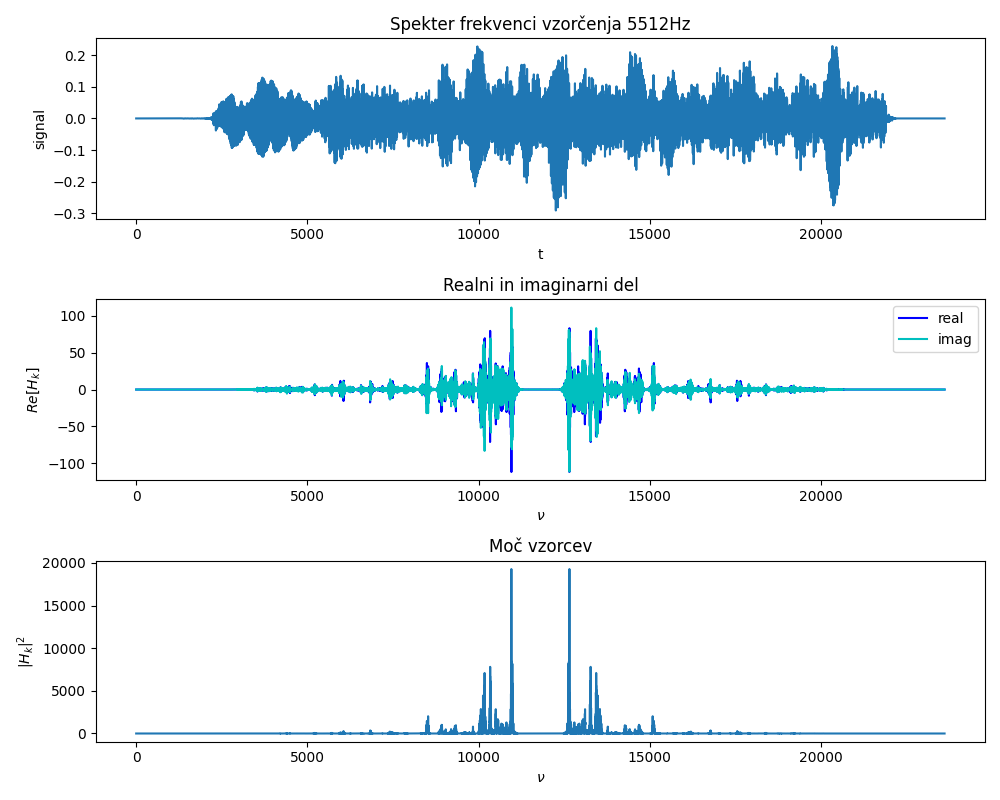 Spekter frekvenci vzorčenja 5512Hz
signal
0.2
0.1
0.0
−0.1
−0.2
−0.3
0 5000 10000 15000 20000
t
Realni in imaginarni del
Re[H_k]
100
50
0
−50
−100
real
imag
0 5000 10000 15000 20000
ν
Moč vzorcev
|H_k|²
20000
15000
10000
5000
0
0 5000 10000 15000 20000
ν